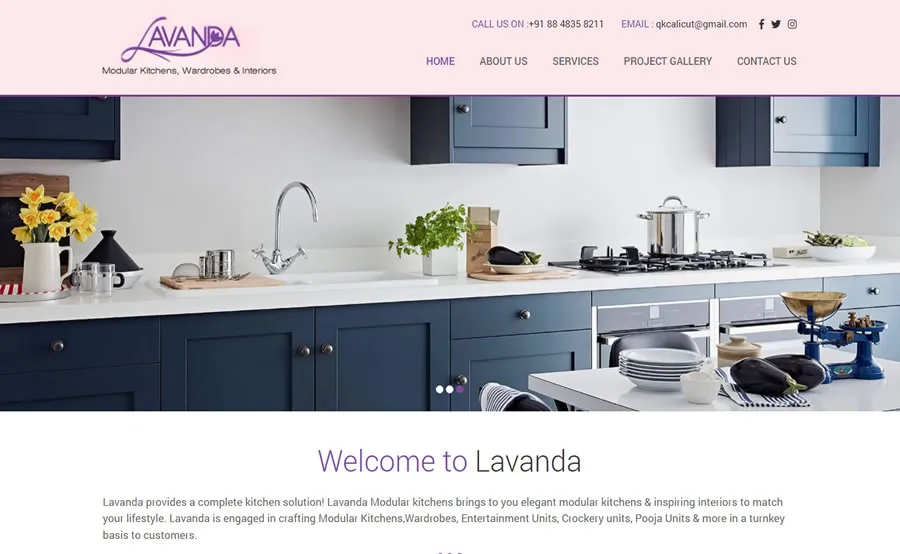 LAVANDA
Modular Kitchens, Wardrobes & Interiors
CALL US ON :+91 88 4835 8211 EMAIL : qkcalicut@gmail.com
HOME ABOUT US SERVICES PROJECT GALLERY CONTACT US
Welcome to Lavanda
Lavanda provides a complete kitchen solution! Lavanda Modular kitchens brings to you elegant modular kitchens & inspiring interiors to match
your lifestyle. Lavanda is engaged in crafting Modular Kitchens,Wardrobes, Entertainment Units, Crockery units, Pooja Units & more in a turnkey
basis to customers.